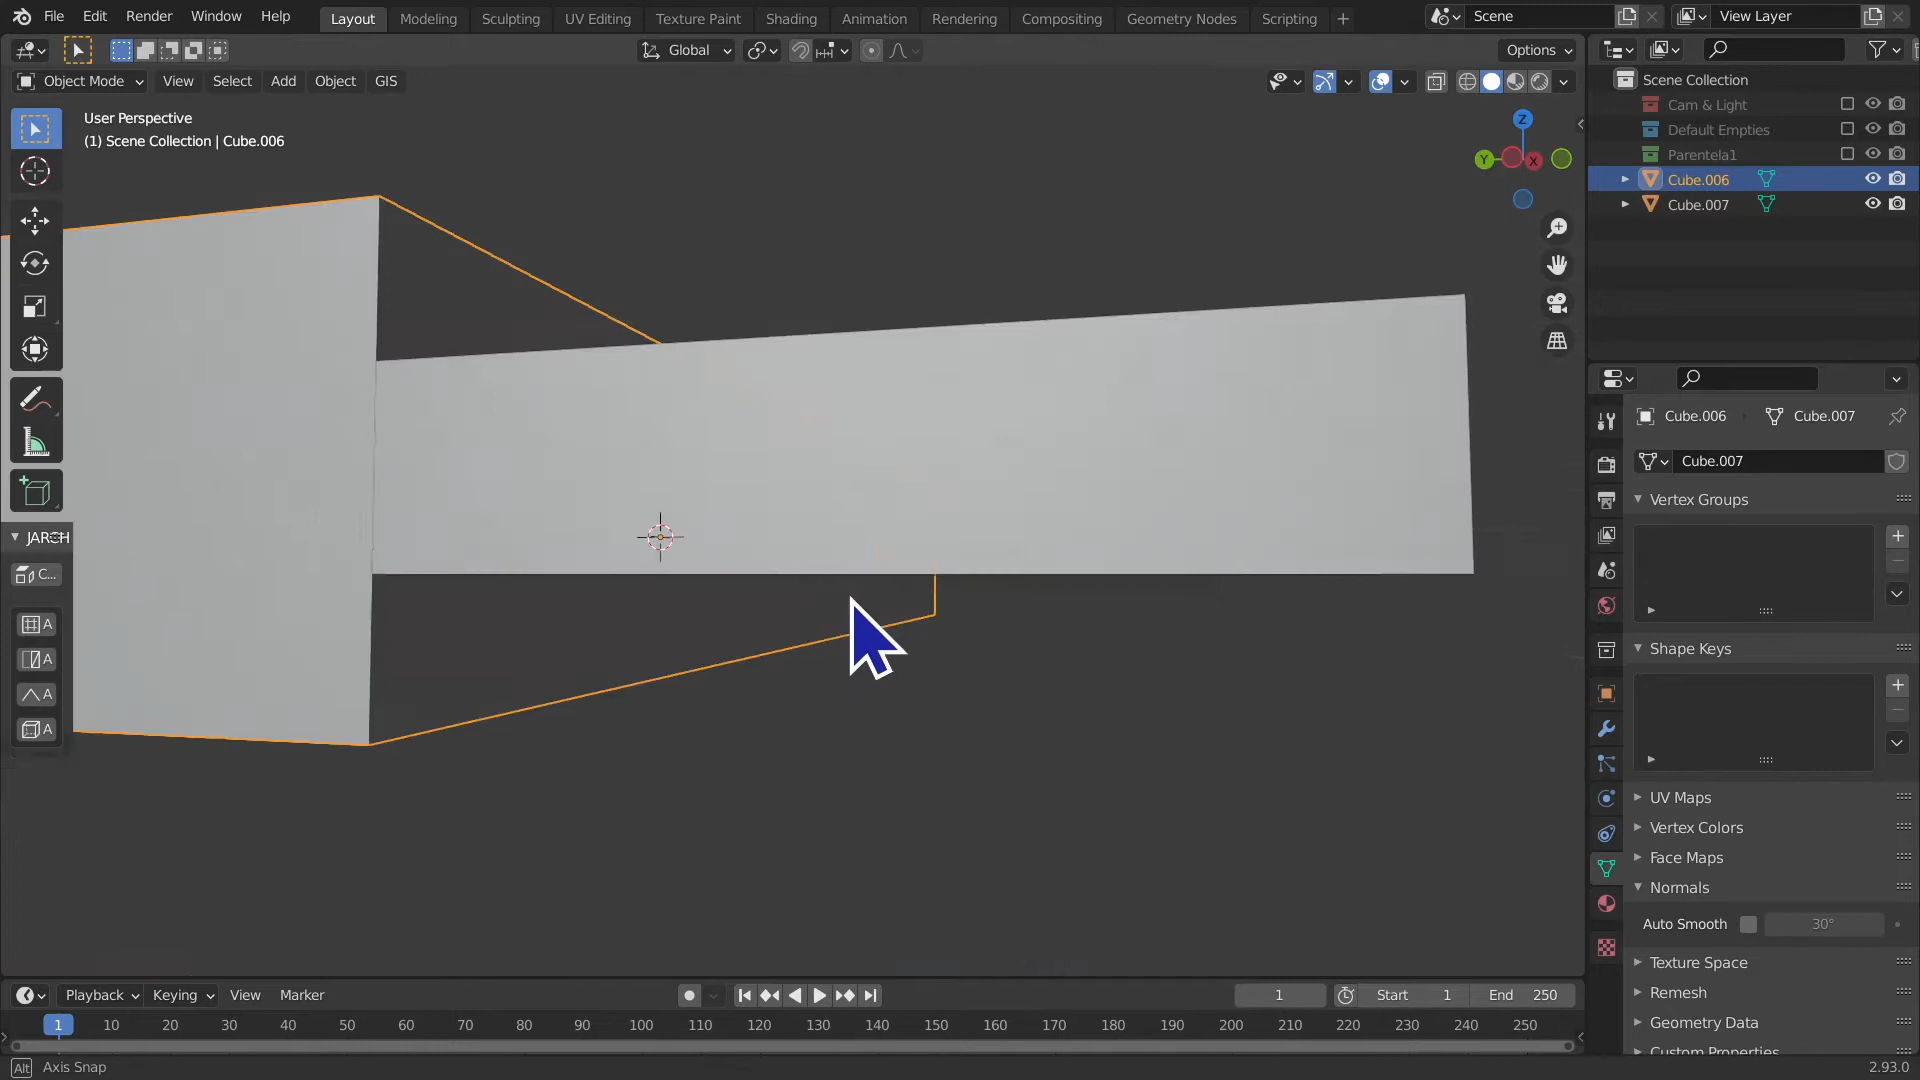 File Edit Render Window Help Layout Modeling Sculpting UV Editing Texture Paint Shading Animation Rendering Compositing Geometry Nodes Scripting + Scene View Layer
Global Options
Object Mode View Select Add Object GIS
User Perspective
(1) Scene Collection | Cube.006
Z
Y
X
JARCH
C...
A
A
A
A
Scene Collection
Cam & Light
Default Empties
Parentela1
Cube.006
Cube.007
Cube.006 Cube.007
Cube.007
Vertex Groups
Shape Keys
UV Maps
Vertex Colors
Face Maps
Normals
Auto Smooth 30°
Texture Space
Remesh
Geometry Data
Custom Properties
Playback Keying View Marker 1 Start 1 End 250
1 10 20 30 40 50 60 70 80 90 100 110 120 130 140 150 160 170 180 190 200 210 220 230 240 250
Alt Axis Snap 2.93.0